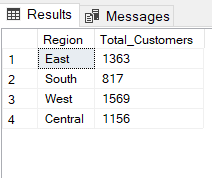 Results Messages
Region Total_Customers
1 East 1363
2 South 817
3 West 1569
4 Central 1156